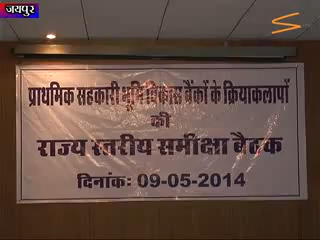 जयपुर
प्राथमिक सहकारी भूमि विकास बैंकों के क्रियाकलापों
की
राज्य स्तरीय समीक्षा बैठक
दिनांक: 09-05-2014